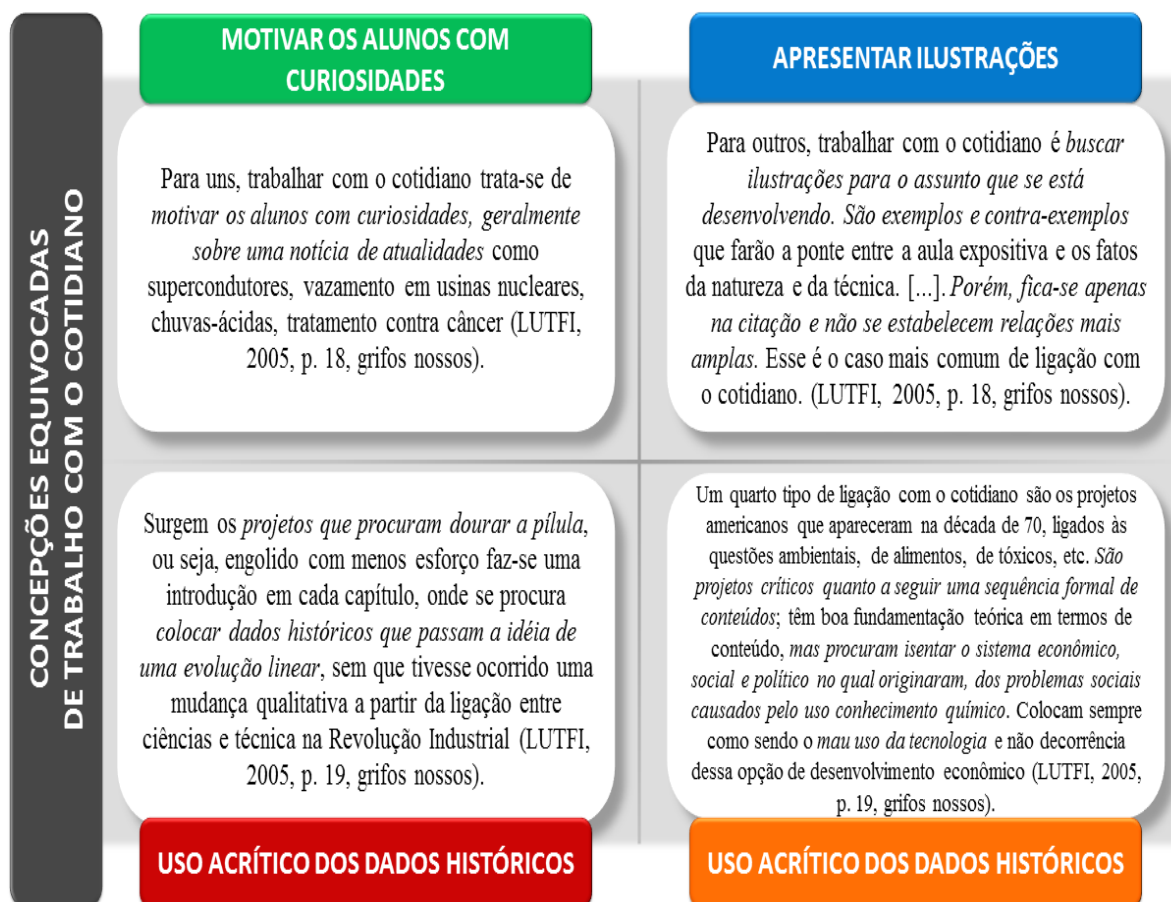 CONCEPÇÕES EQUIVOCADAS
DE TRABALHO COM O COTIDIANO
MOTIVAR OS ALUNOS COM
CURIOSIDADES
Para uns, trabalhar com o cotidiano trata-se de
motivar os alunos com curiosidades, geralmente
sobre uma notícia de atualidades como
supercondutores, vazamento em usinas nucleares,
chuvas-ácidas, tratamento contra câncer (LUTFI,
2005, p. 18, grifos nossos).
APRESENTAR ILUSTRAÇÕES
Para outros, trabalhar com o cotidiano é buscar
ilustrações para o assunto que se está
desenvolvendo. São exemplos e contra-exemplos
que farão a ponte entre a aula expositiva e os fatos
da natureza e da técnica. [...]. Porém, fica-se apenas
na citação e não se estabelecem relações mais
amplas. Esse é o caso mais comum de ligação com
o cotidiano. (LUTFI, 2005, p. 18, grifos nossos).
Surgem os projetos que procuram dourar a pílula,
ou seja, engolido com menos esforço faz-se uma
introdução em cada capítulo, onde se procura
colocar dados históricos que passam a idéia de
uma evolução linear, sem que tivesse ocorrido uma
mudança qualitativa a partir da ligação entre
ciências e técnica na Revolução Industrial (LUTFI,
2005, p. 19, grifos nossos).
USO ACRÍTICO DOS DADOS HISTÓRICOS
Um quarto tipo de ligação com o cotidiano são os projetos
americanos que apareceram na década de 70, ligados às
questões ambientais, de alimentos, de tóxicos, etc. São
projetos críticos quanto a seguir uma sequência formal de
conteúdos; têm boa fundamentação teórica em termos de
conteúdo, mas procuram isentar o sistema econômico,
social e político no qual originaram, dos problemas sociais
causados pelo uso conhecimento químico. Colocam sempre
como sendo o mau uso da tecnologia e não decorrência
dessa opção de desenvolvimento econômico (LUTFI, 2005,
p. 19, grifos nossos).
USO ACRÍTICO DOS DADOS HISTÓRICOS